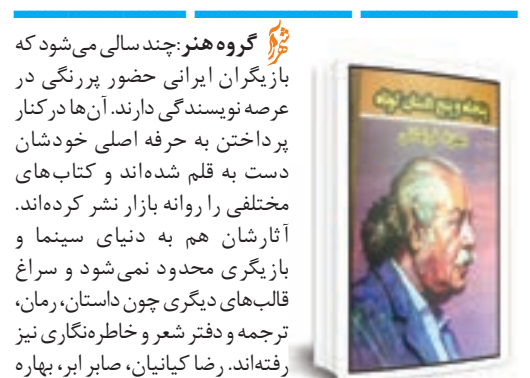 گروه هنر: چند سالی می‌شود که
بازیگران ایرانی حضور پررنگی در
عرصه نویسندگی دارند. آن‌ها در کنار
پرداختن به حرفه اصلی خودشان
دست به قلم شده‌اند و کتاب‌های
مختلفی را روانه بازار نشر کرده‌اند.
آثارشان هم به دنیای سینما و
بازیگری محدود نمی‌شود و سراغ
قالب‌های دیگری چون داستان، رمان،
ترجمه و دفتر شعر و خاطره‌نگاری نیز
رفته‌اند. رضا کیانیان، صابر ابر، بهاره